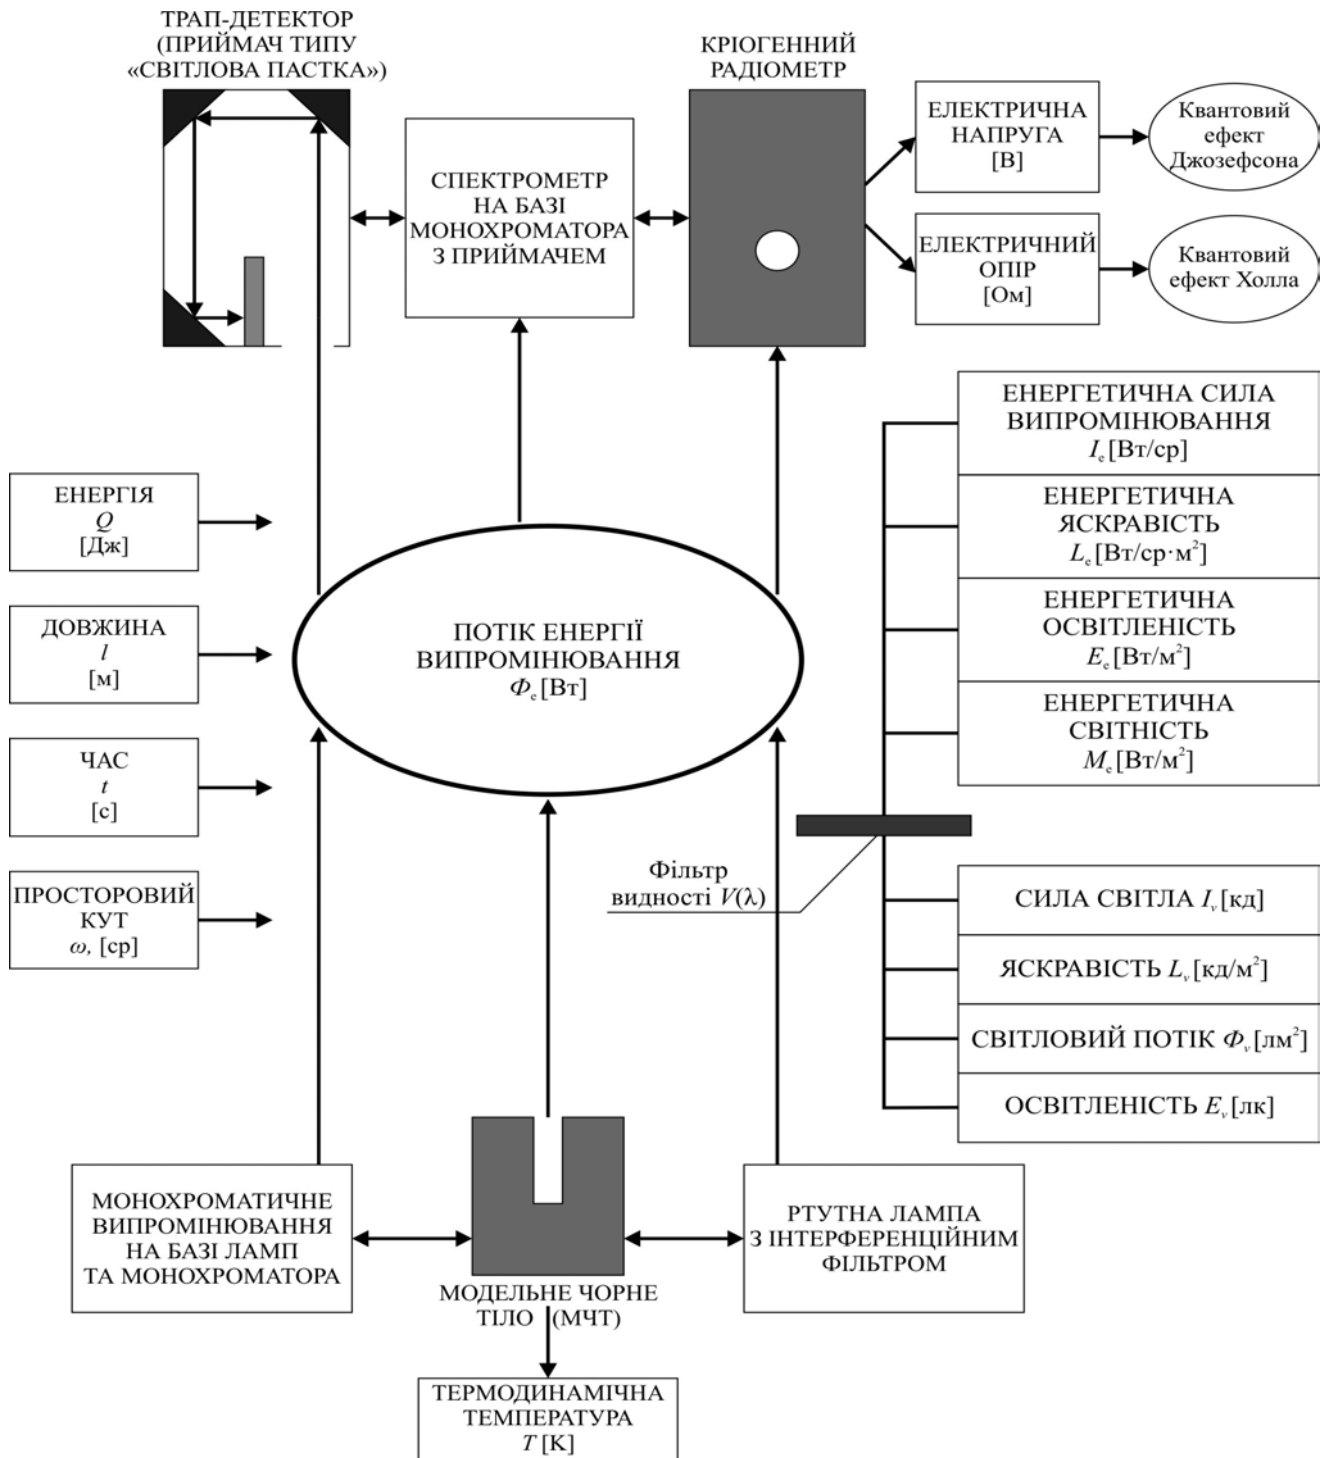 ТРАП-ДЕТЕКТОР
(ПРИЙМАЧ ТИПУ
«СВІТЛОВА ПАСТКА»)
КРІОГЕННИЙ
РАДІОМЕТР
СПЕКТРОМЕТР
НА БАЗІ
МОНОХРОМАТОРА
З ПРИЙМАЧЕМ
ЕЛЕКТРИЧНА
НАПРУГА
[В]
Квантовий
ефект
Джозефсона
ЕЛЕКТРИЧНИЙ
ОПІР
[Ом]
Квантовий
ефект Холла
ЕНЕРГЕТИЧНА СИЛА
ВИПРОМІНЮВАННЯ
Iₑ [Вт/ср]
ЕНЕРГЕТИЧНА
ЯСКРАВІСТЬ
Lₑ [Вт/ср·м²]
ЕНЕРГЕТИЧНА
ОСВІТЛЕНІСТЬ
Eₑ [Вт/м²]
ЕНЕРГЕТИЧНА
СВІТНІСТЬ
Mₑ [Вт/м²]
ЕНЕРГІЯ
Q
[Дж]
ДОВЖИНА
l
[м]
ЧАС
t
[с]
ПРОСТОРОВИЙ
КУТ
ω, [ср]
ПОТІК ЕНЕРГІЇ
ВИПРОМІНЮВАННЯ
Φₑ [Вт]
Фільтр
видності V(λ)
СИЛА СВІТЛА Iᵥ [кд]
ЯСКРАВІСТЬ Lᵥ [кд/м²]
СВІТЛОВИЙ ПОТІК Φᵥ [лм²]
ОСВІТЛЕНІСТЬ Eᵥ [лк]
МОНОХРОМАТИЧНЕ
ВИПРОМІНЮВАННЯ
НА БАЗІ ЛАМП
ТА МОНОХРОМАТОРА
МОДЕЛЬНЕ ЧОРНЕ
ТІЛО (МЧТ)
РТУТНА ЛАМПА
З ІНТЕРФЕРЕНЦІЙНИМ
ФІЛЬТРОМ
ТЕРМОДИНАМІЧНА
ТЕМПЕРАТУРА
T [K]